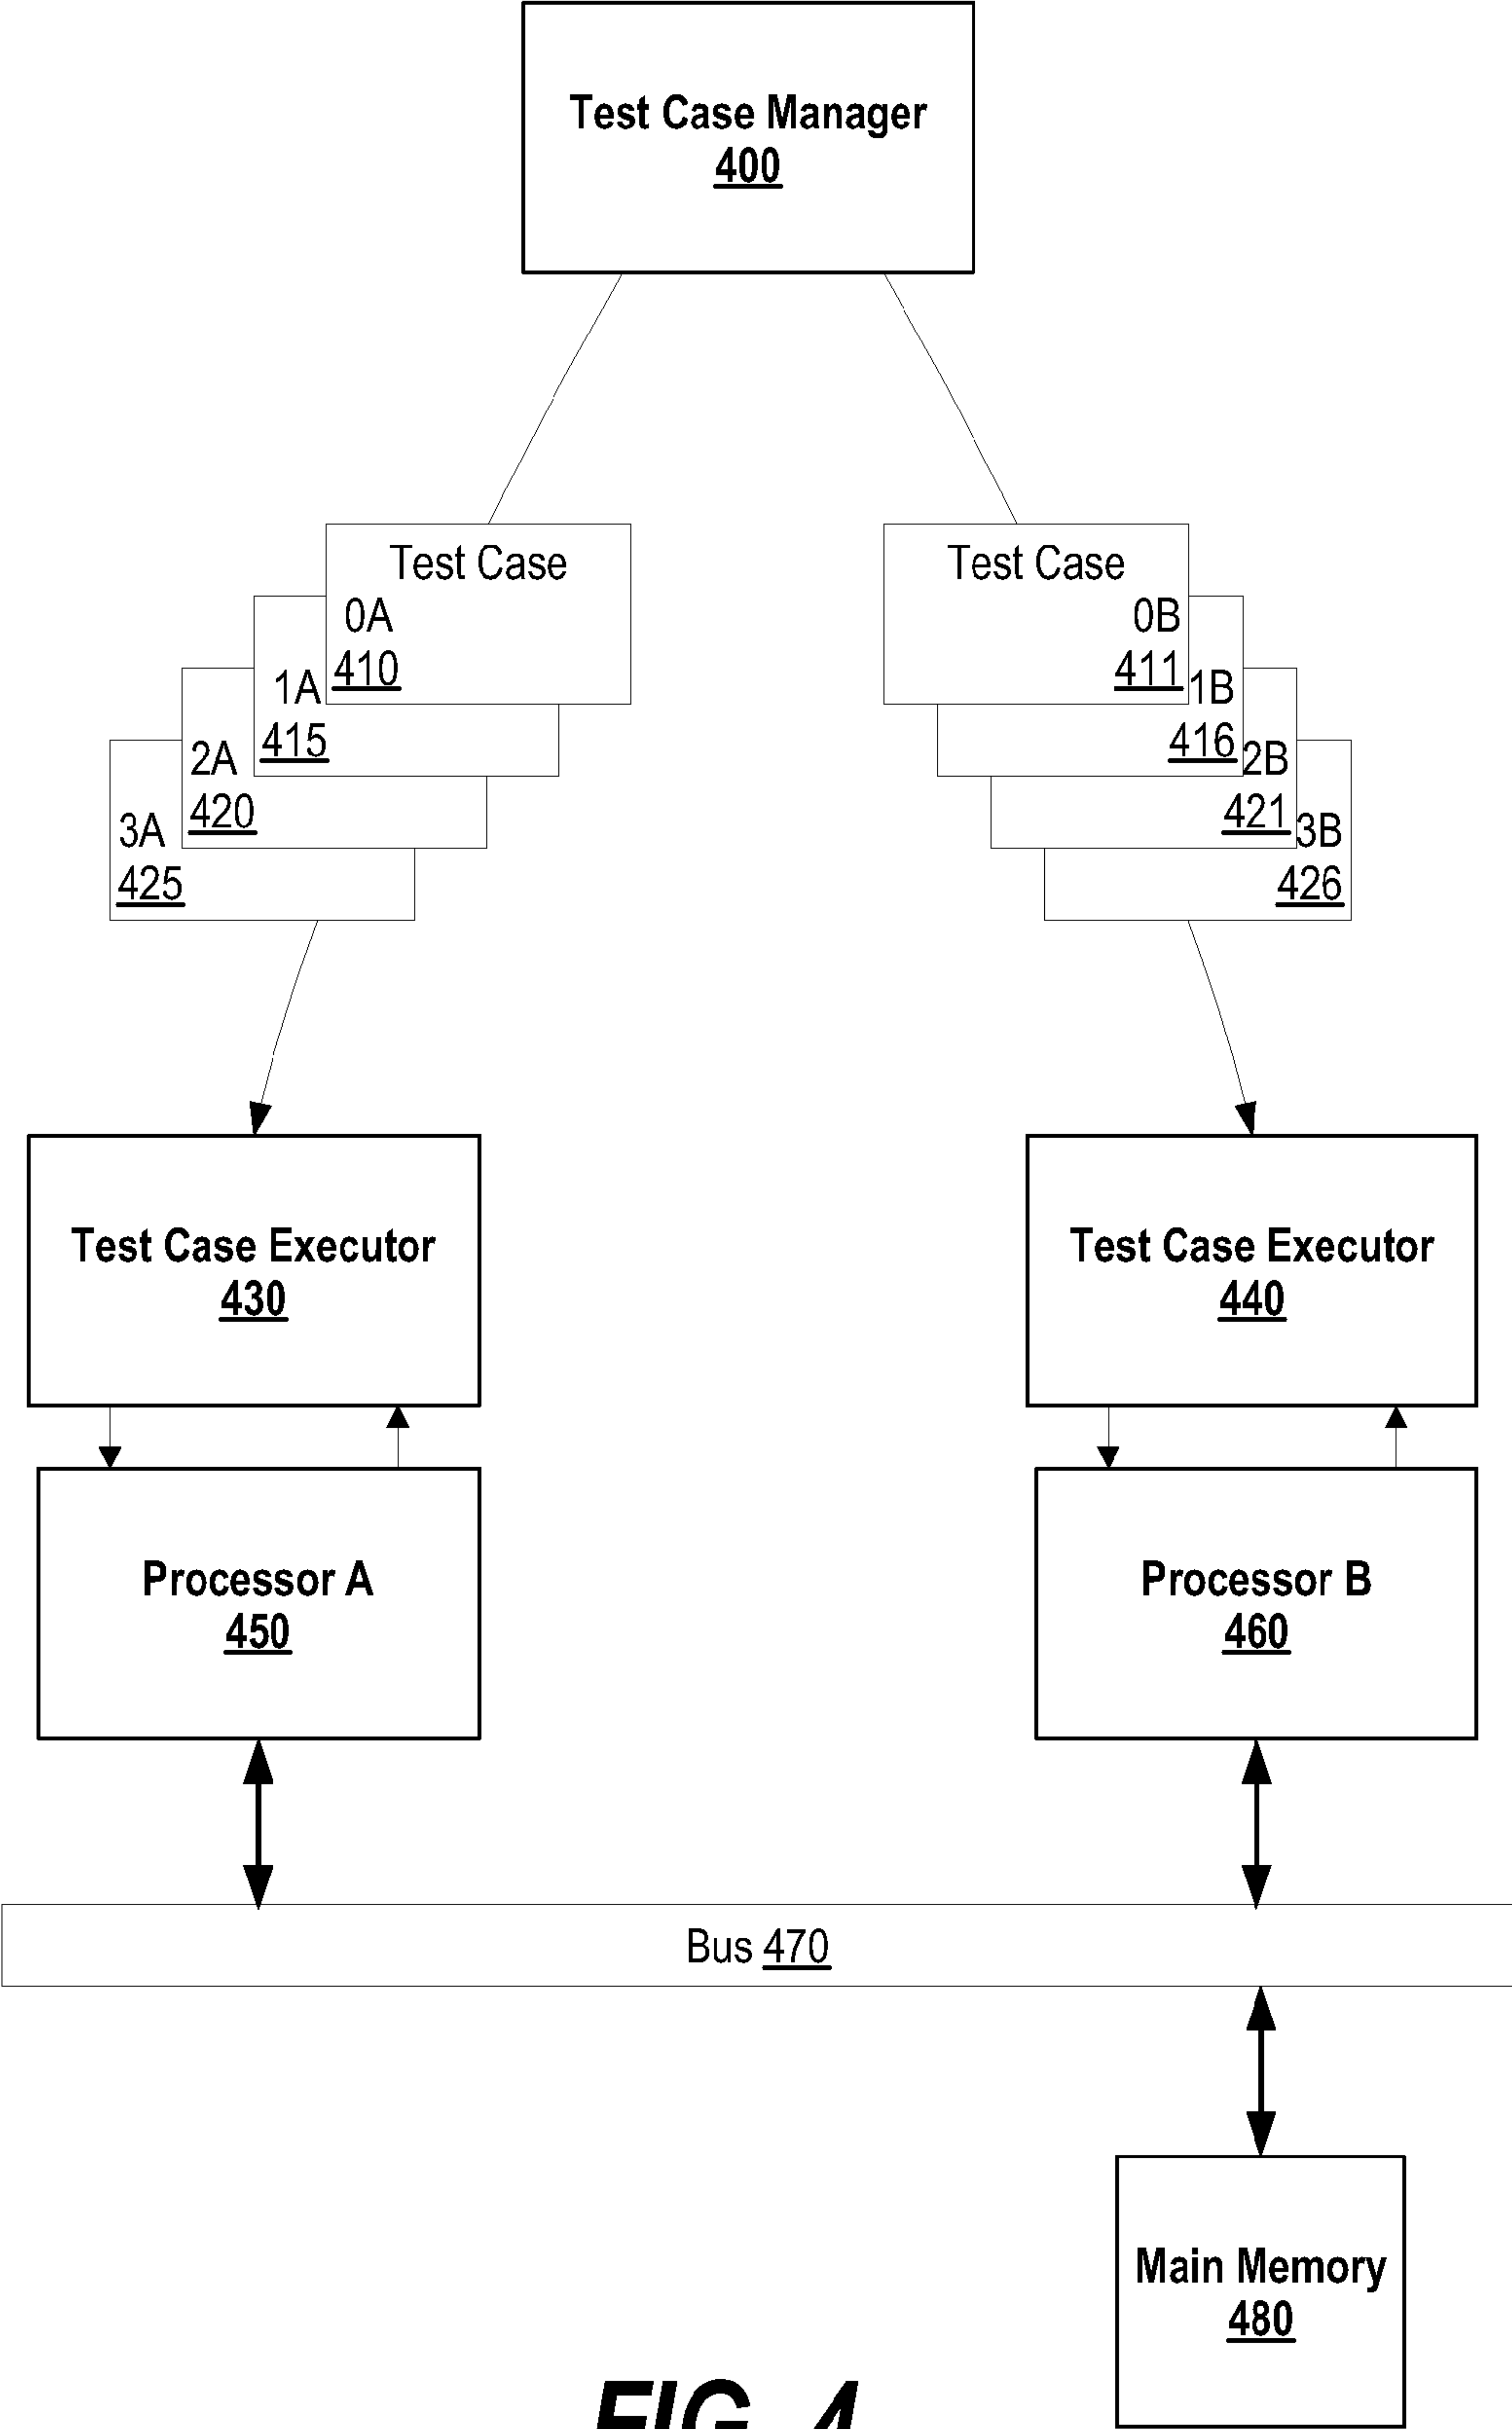 Test Case Manager
400
Test Case
0A
410
1A
415
2A
420
3A
425
Test Case
0B
411
1B
416
2B
421
3B
426
Test Case Executor
430
Test Case Executor
440
Processor A
450
Processor B
460
Bus 470
Main Memory
480
FIG. 4